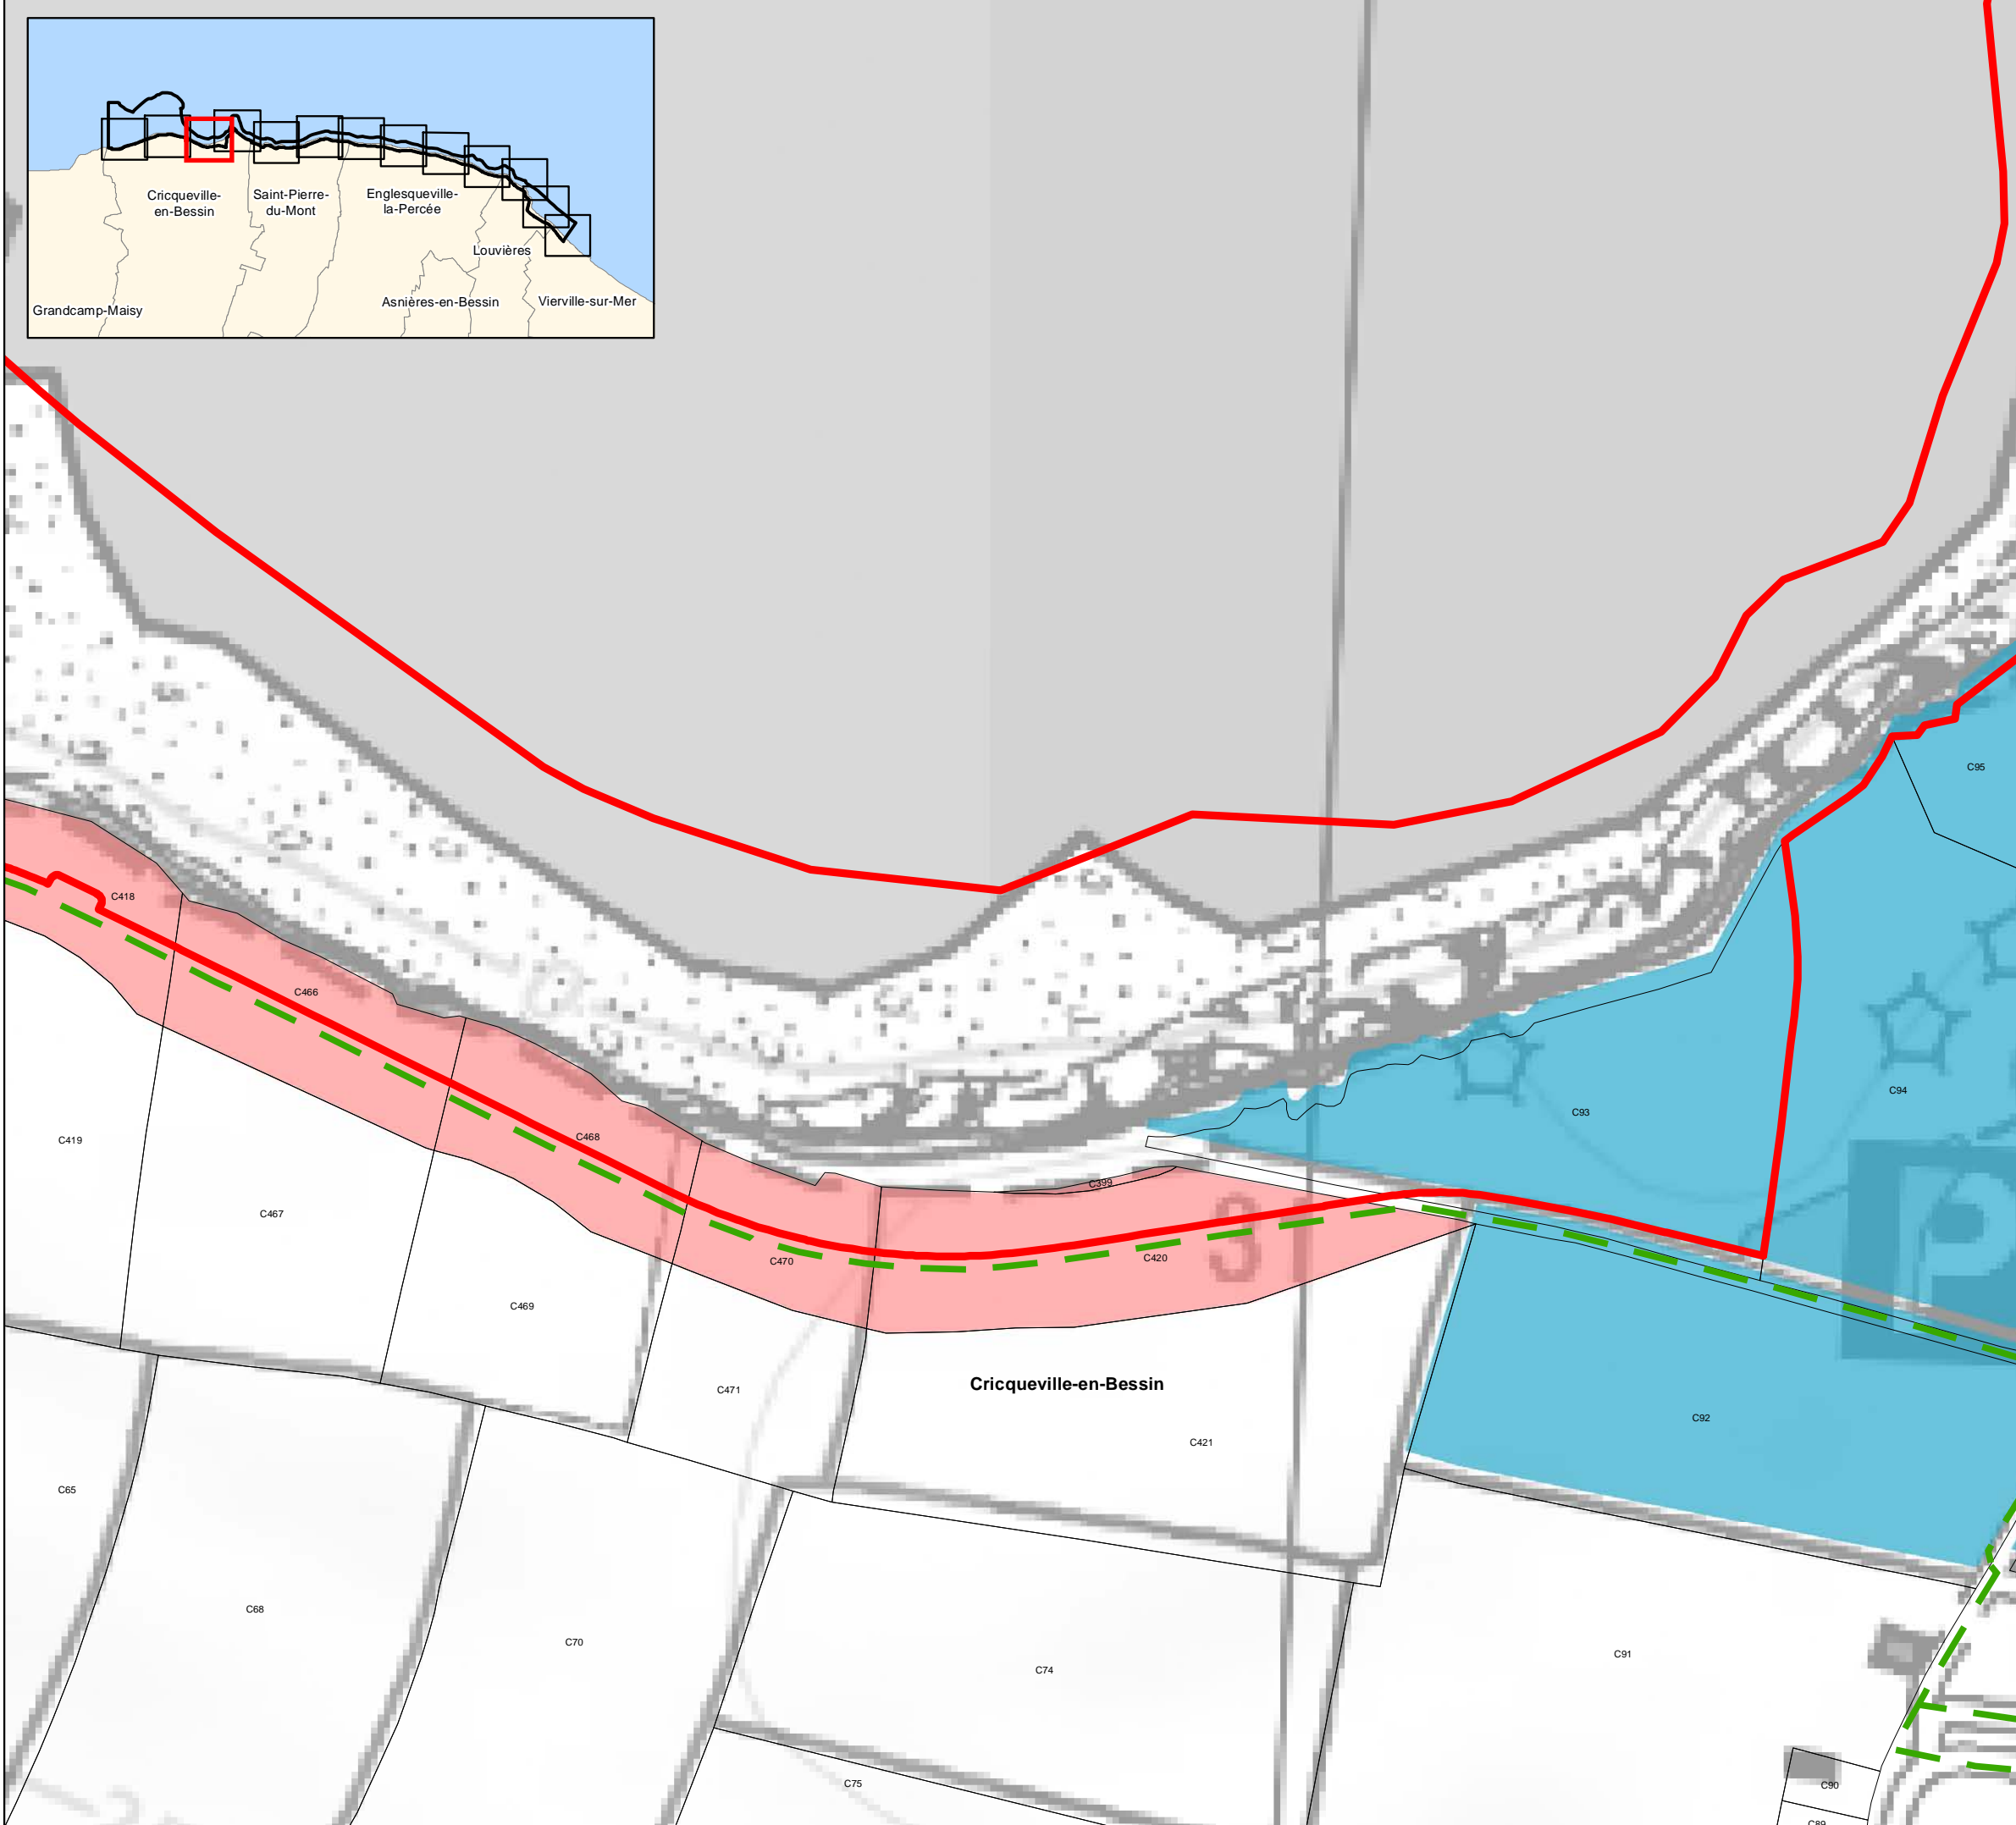 Cricqueville-
en-Bessin
Saint-Pierre-
du-Mont
Englesqueville-
la-Percée
Louvières
Grandcamp-Maisy
Asnières-en-Bessin
Vierville-sur-Mer
C95
C418
C466
C468
C93
C94
C419
C399
C467
C470
C420
3
C469
C471
Cricqueville-en-Bessin
C92
C421
C65
C68
C70
C74
C91
C75
C90
C89